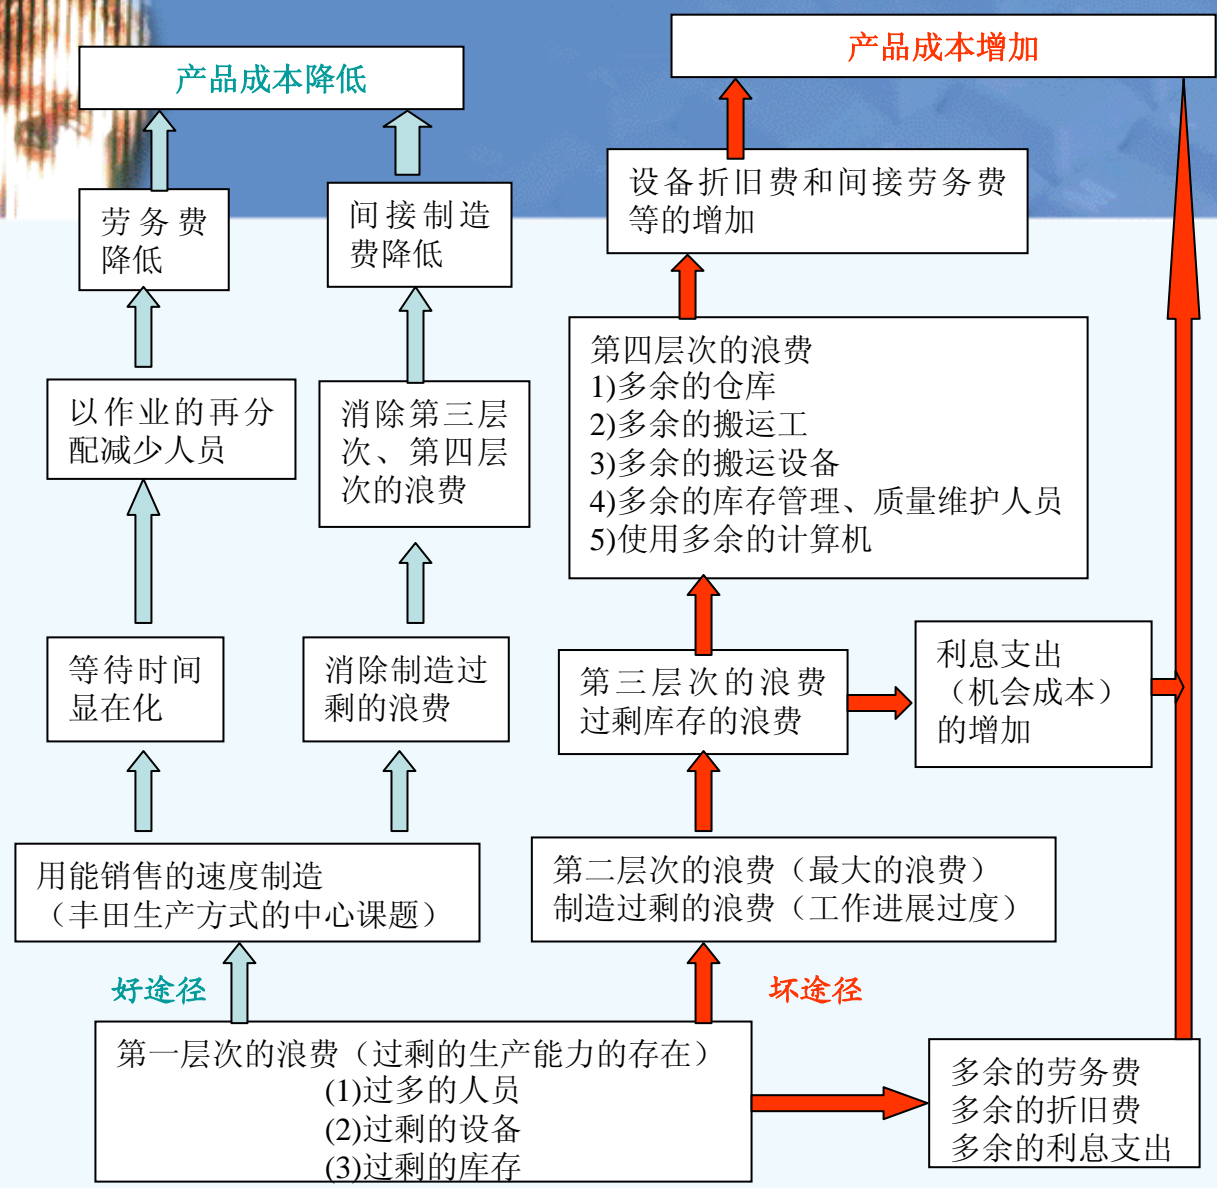 产品成本降低
产品成本增加
劳务费
降低
间接制造
费降低
设备折旧费和间接劳务费
等的增加
以作业的再分
配减少人员
消除第三层
次、第四层
次的浪费
第四层次的浪费
1)多余的仓库
2)多余的搬运工
3)多余的搬运设备
4)多余的库存管理、质量维护人员
5)使用多余的计算机
等待时间
显在化
消除制造过
剩的浪费
第三层次的浪费
过剩库存的浪费
利息支出
（机会成本）
的增加
用能销售的速度制造
（丰田生产方式的中心课题）
第二层次的浪费（最大的浪费）
制造过剩的浪费（工作进展过度）
好途径
坏途径
第一层次的浪费（过剩的生产能力的存在）
(1)过多的人员
(2)过剩的设备
(3)过剩的库存
多余的劳务费
多余的折旧费
多余的利息支出